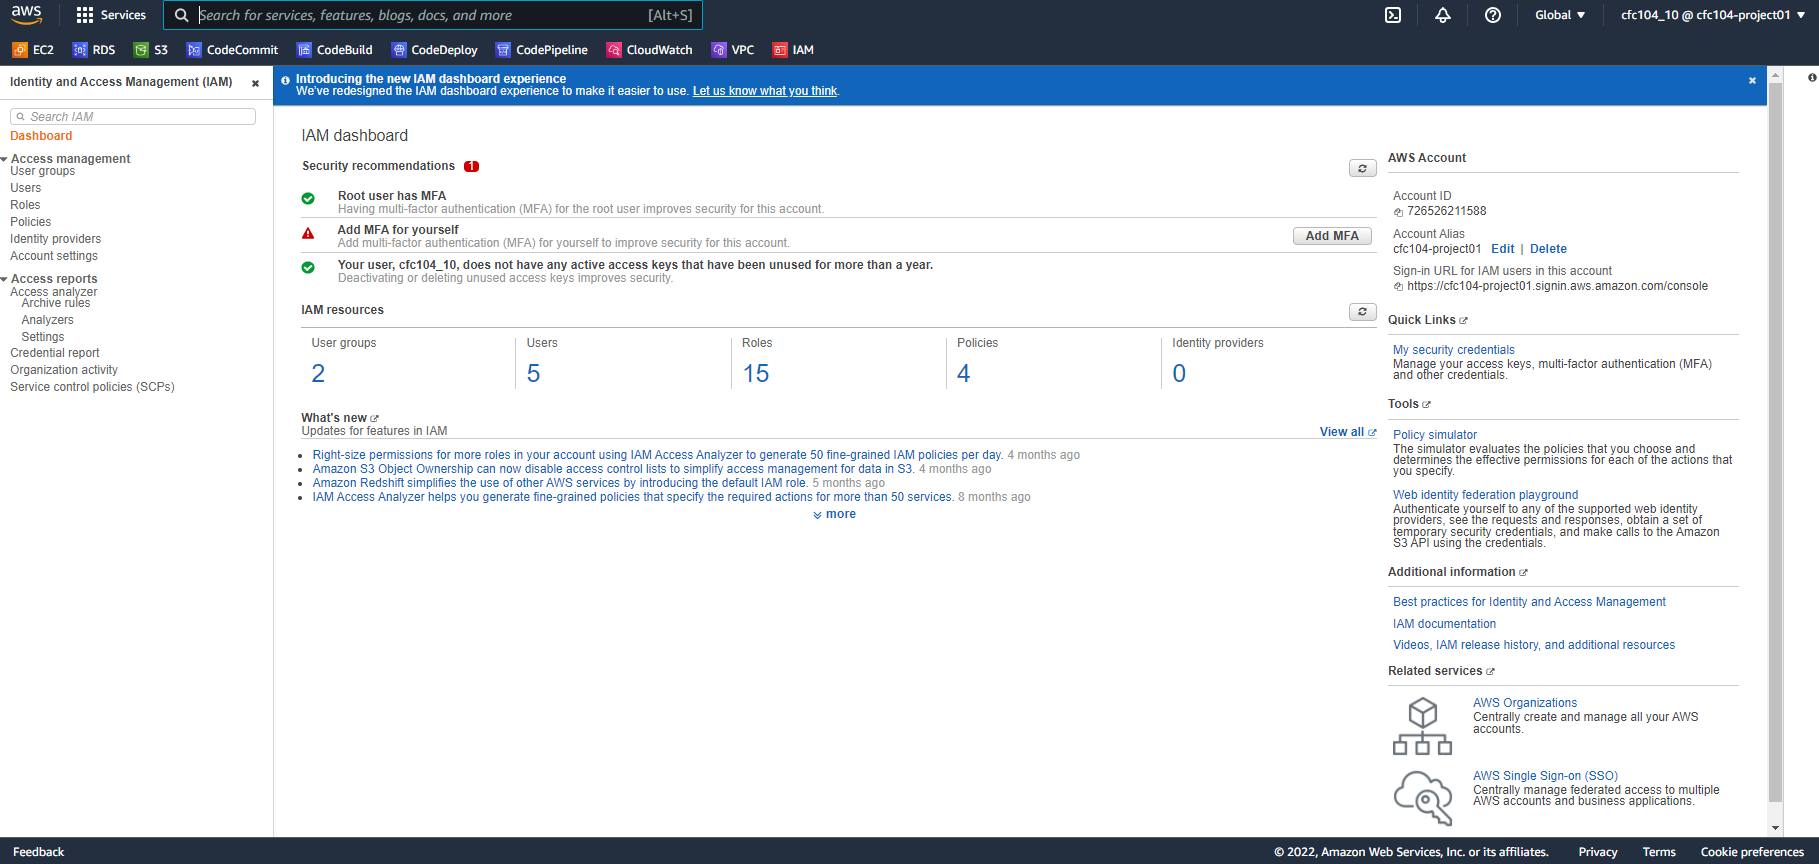 aws
Services
Search for services, features, blogs, docs, and more
[Alt+S]
Global
cfc104_10 @ cfc104-project01
EC2
RDS
S3
CodeCommit
CodeBuild
CodeDeploy
CodePipeline
CloudWatch
VPC
IAM
Identity and Access Management (IAM)
Search IAM
Dashboard
Access management
User groups
Users
Roles
Policies
Identity providers
Account settings
Access reports
Access analyzer
Archive rules
Analyzers
Settings
Credential report
Organization activity
Service control policies (SCPs)
Introducing the new IAM dashboard experience
We've redesigned the IAM dashboard experience to make it easier to use. Let us know what you think.
IAM dashboard
Security recommendations 1
Root user has MFA
Having multi-factor authentication (MFA) for the root user improves security for this account.
Add MFA for yourself
Add multi-factor authentication (MFA) for yourself to improve security for this account.
Add MFA
Your user, cfc104_10, does not have any active access keys that have been unused for more than a year.
Deactivating or deleting unused access keys improves security.
IAM resources
User groups
2
Users
5
Roles
15
Policies
4
Identity providers
0
What's new
Updates for features in IAM
View all
Right-size permissions for more roles in your account using IAM Access Analyzer to generate 50 fine-grained IAM policies per day. 4 months ago
Amazon S3 Object Ownership can now disable access control lists to simplify access management for data in S3. 4 months ago
Amazon Redshift simplifies the use of other AWS services by introducing the default IAM role. 5 months ago
IAM Access Analyzer helps you generate fine-grained policies that specify the required actions for more than 50 services. 8 months ago
more
AWS Account
Account ID
726526211588
Account Alias
cfc104-project01 Edit | Delete
Sign-in URL for IAM users in this account
https://cfc104-project01.signin.aws.amazon.com/console
Quick Links
My security credentials
Manage your access keys, multi-factor authentication (MFA)
and other credentials.
Tools
Policy simulator
The simulator evaluates the policies that you choose and
determines the effective permissions for each of the actions that
you specify.
Web identity federation playground
Authenticate yourself to any of the supported web identity
providers, see the requests and responses, obtain a set of
temporary security credentials, and make calls to the Amazon
S3 API using the credentials.
Additional information
Best practices for Identity and Access Management
IAM documentation
Videos, IAM release history, and additional resources
Related services
AWS Organizations
Centrally create and manage all your AWS
accounts.
AWS Single Sign-on (SSO)
Centrally manage federated access to multiple
AWS accounts and business applications.
Feedback
© 2022, Amazon Web Services, Inc. or its affiliates.
Privacy
Terms
Cookie preferences